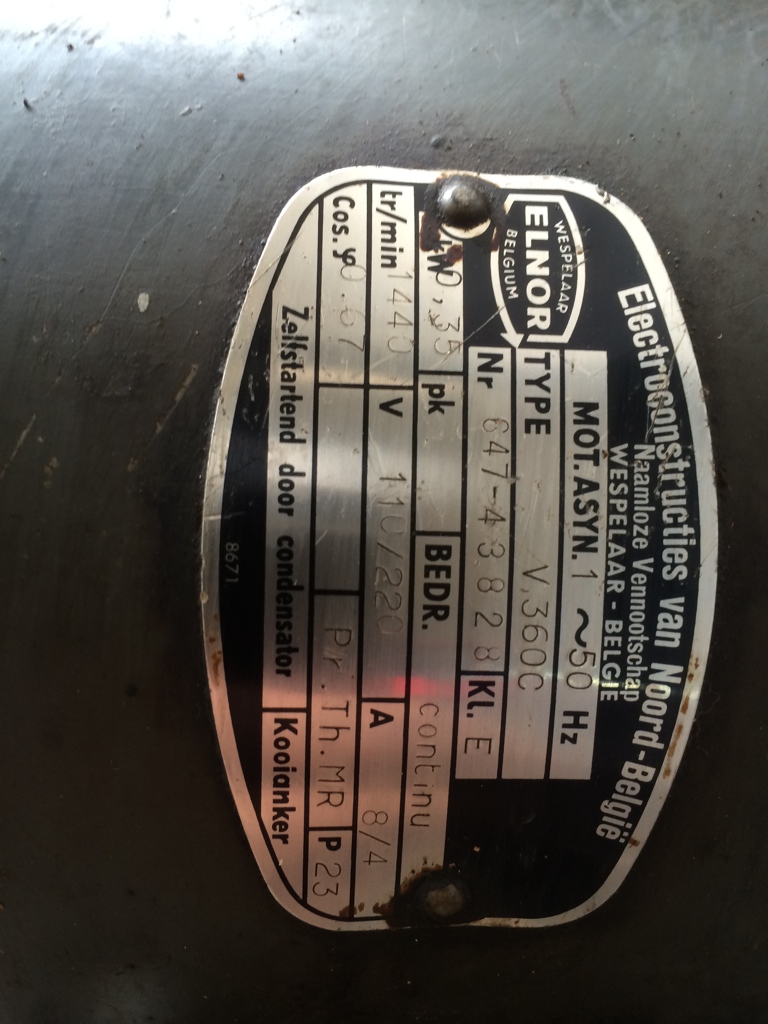 Electroconstructies van Noord-België
Naamloze Vennootschap
WESPELAAR - BELGIE
WESPELAAR
ELNOR
BELGIUM
MOT. ASYN. 1 ~ 50 Hz
TYPE V.360C
Nr 647-43828 KL. E
kW 0,35 pk BEDR. continu
tr/min 1440 V 110/220 A 8/4
Cos. φ 0.67 Pr. Th. MR P 23
Zelfstartend door condensator Kooianker
8671